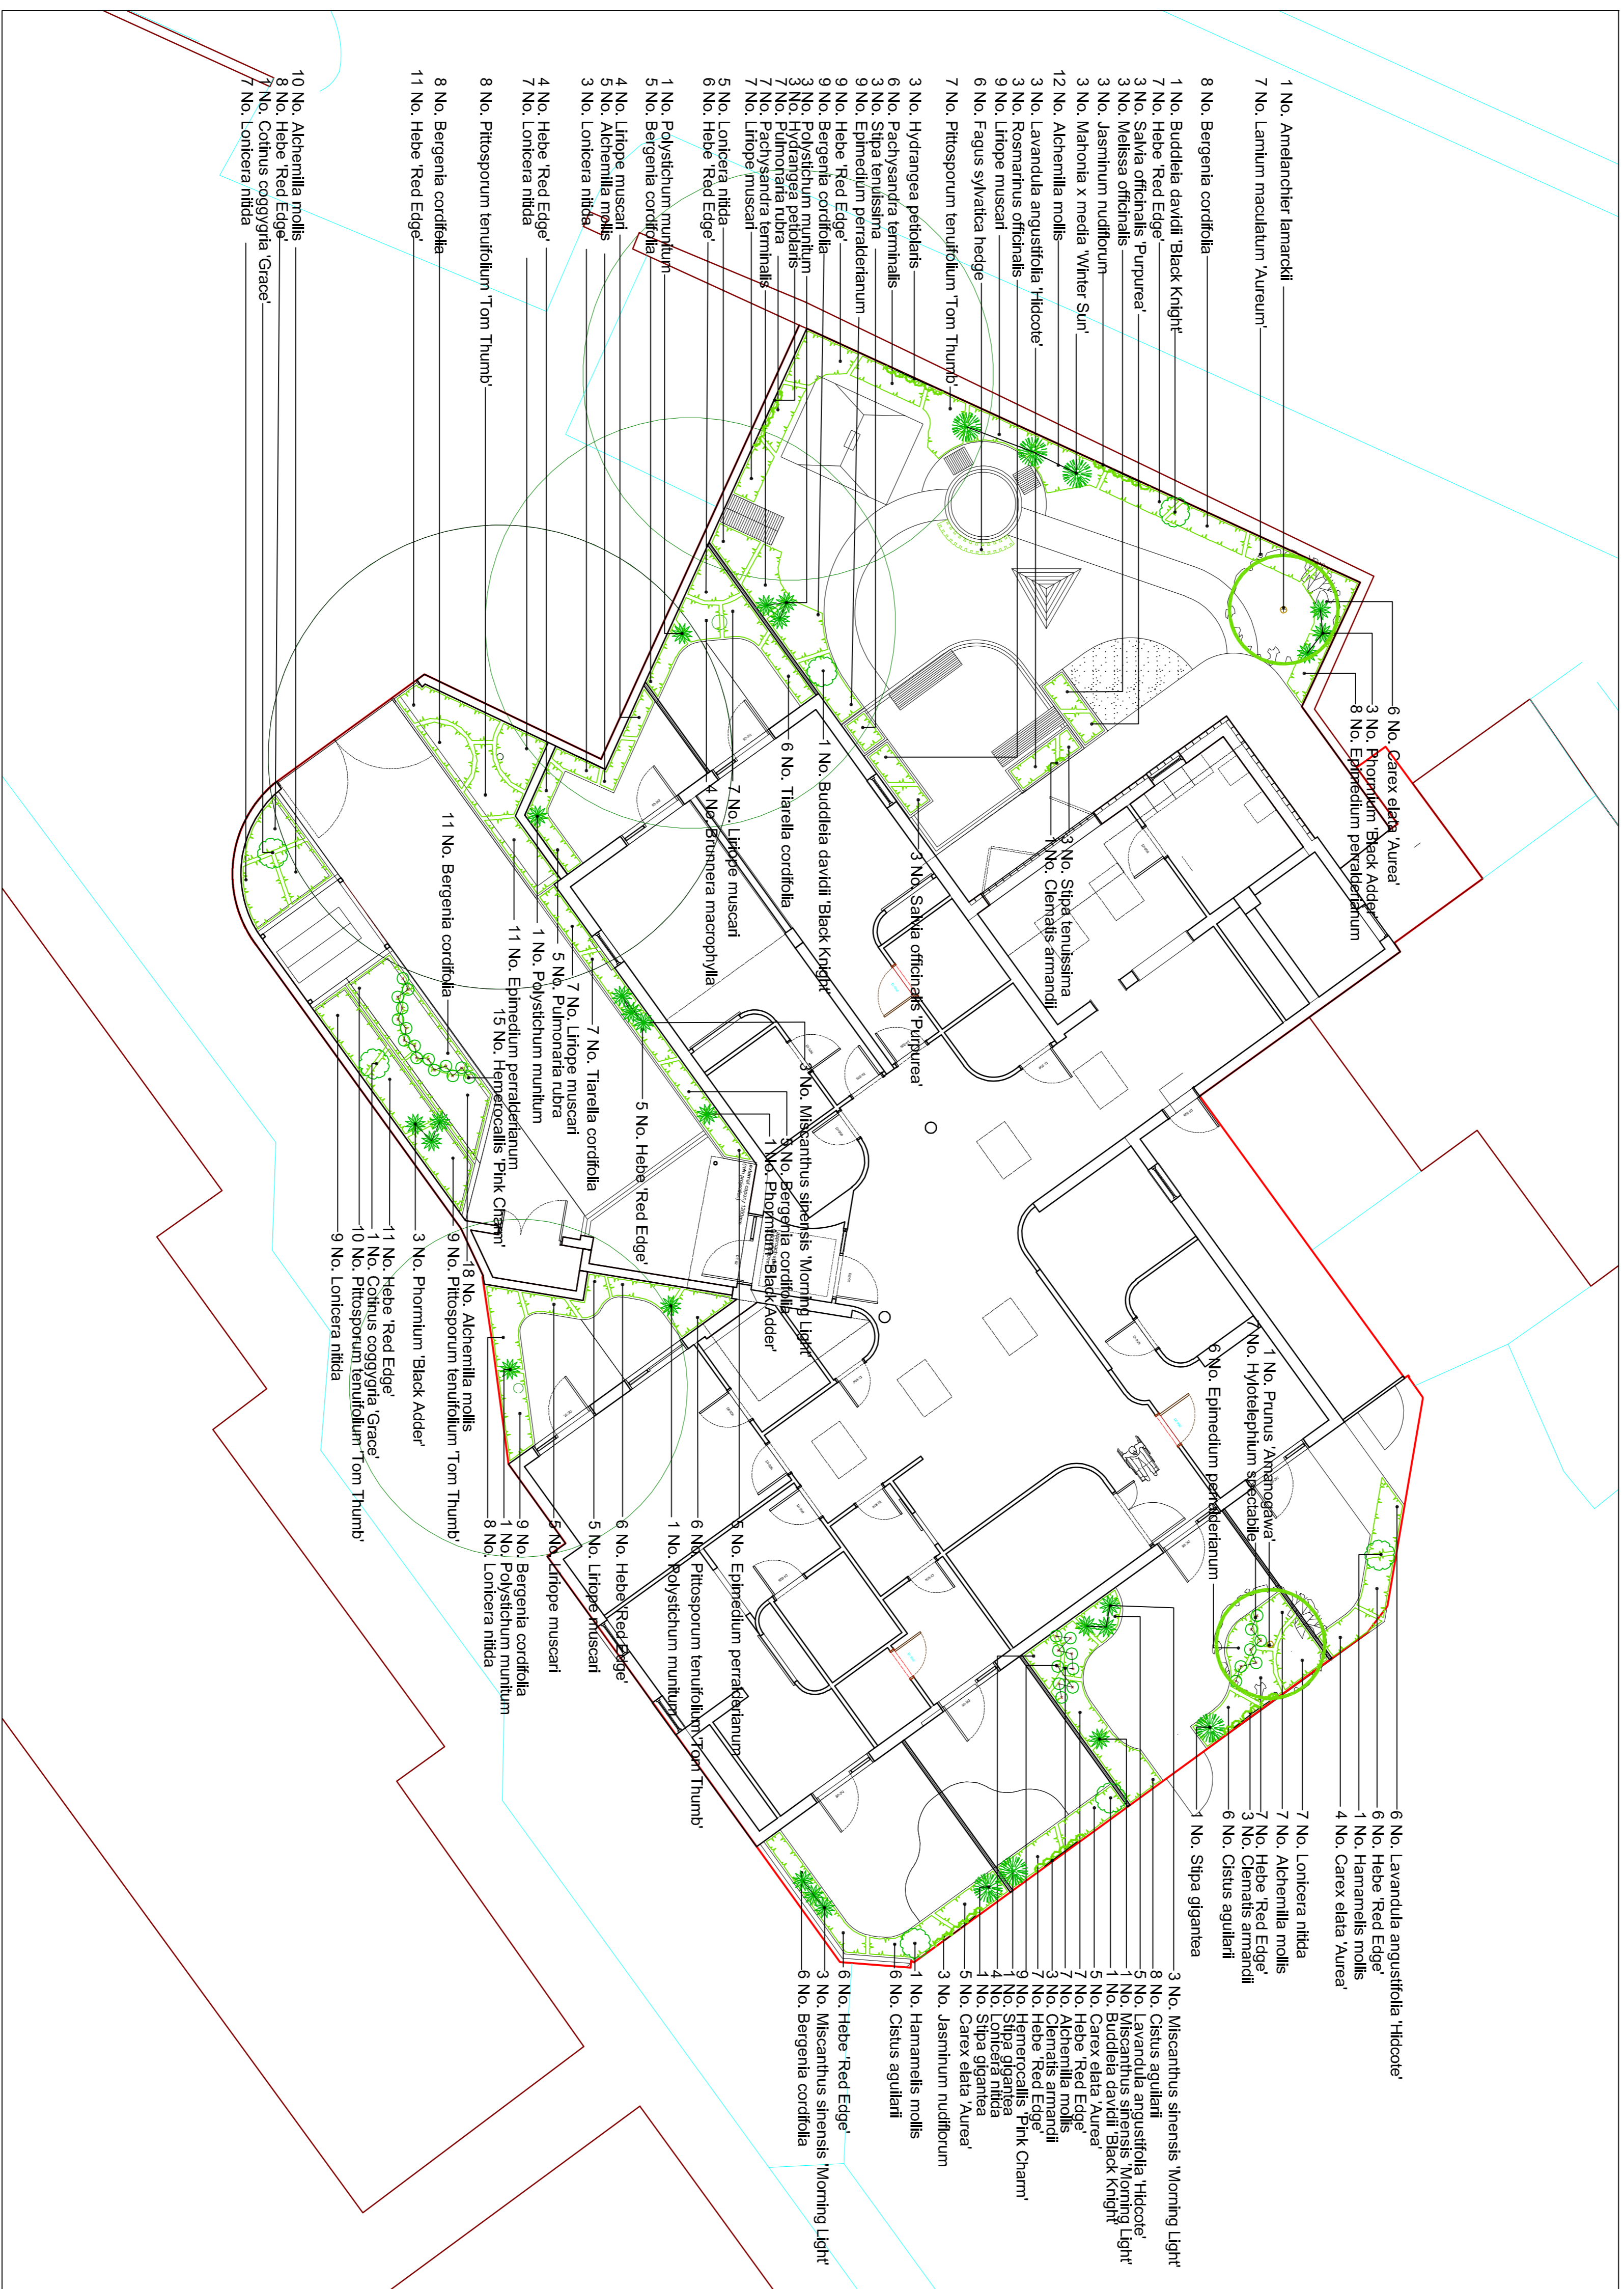 1 No. Amelanchier lamarckii
7 No. Lamium maculatum 'Aureum'
8 No. Bergenia cordifolia
1 No. Buddleia davidii 'Black Knight'
7 No. Hebe 'Red Edge'
3 No. Salvia officinalis 'Purpurea'
3 No. Melissa officinalis
3 No. Jasminum nudiflorum
3 No. Mahonia x media 'Winter Sun'
12 No. Alchemilla mollis
3 No. Lavandula angustifolia 'Hidcote'
3 No. Rosmarinus officinalis
9 No. Liriope muscari
6 No. Fagus sylvatica hedge
7 No. Pittosporum tenuifolium 'Tom Thumb'
3 No. Hydrangea petiolaris
6 No. Pachysandra terminalis
3 No. Stipa tenuissima
9 No. Epimedium perralderianum
9 No. Hebe 'Red Edge'
9 No. Bergenia cordifolia
3 No. Polystichum munitum
3 No. Hydrangea petiolaris
7 No. Pulmonaria rubra
7 No. Pachysandra terminalis
7 No. Liriope muscari
5 No. Lonicera nitida
6 No. Hebe 'Red Edge'
1 No. Polystichum munitum
5 No. Bergenia cordifolia
4 No. Liriope muscari
5 No. Alchemilla mollis
3 No. Lonicera nitida
4 No. Hebe 'Red Edge'
7 No. Lonicera nitida
8 No. Pittosporum tenuifolium 'Tom Thumb'
8 No. Bergenia cordifolia
11 No. Hebe 'Red Edge'
10 No. Alchemilla mollis
8 No. Hebe 'Red Edge'
1 No. Cotinus coggygria 'Grace'
7 No. Lonicera nitida
6 No. Carex elata 'Aurea'
3 No. Phormium 'Black Adder'
8 No. Epimedium perralderianum
3 No. Stipa tenuissima
7 No. Clematis armandii
3 No. Salvia officinalis 'Purpurea'
1 No. Buddleia davidii 'Black Knight'
6 No. Tiarella cordifolia
7 No. Liriope muscari
4 No. Brunnera macrophylla
3 No. Miscanthus sinensis 'Morning Light'
5 No. Bergenia cordifolia
1 No. Phormium 'Black Adder'
5 No. Hebe 'Red Edge'
7 No. Tiarella cordifolia
7 No. Liriope muscari
5 No. Pulmonaria rubra
1 No. Polystichum munitum
11 No. Epimedium perralderianum
15 No. Hemerocallis 'Pink Charm'
11 No. Bergenia cordifolia
18 No. Alchemilla mollis
9 No. Pittosporum tenuifolium 'Tom Thumb'
3 No. Phormium 'Black Adder'
11 No. Hebe 'Red Edge'
1 No. Cotinus coggygria 'Grace'
10 No. Pittosporum tenuifolium 'Tom Thumb'
9 No. Lonicera nitida
1 No. Prunus 'Amanogawa'
7 No. Hylotelephium spectabile
6 No. Epimedium perralderianum
5 No. Epimedium perralderianum
6 No. Pittosporum tenuifolium 'Tom Thumb'
1 No. Polystichum munitum
6 No. Hebe 'Red Edge'
5 No. Liriope muscari
5 No. Liriope muscari
9 No. Bergenia cordifolia
1 No. Polystichum munitum
8 No. Lonicera nitida
6 No. Lavandula angustifolia 'Hidcote'
6 No. Hebe 'Red Edge'
1 No. Hamamelis mollis
4 No. Carex elata 'Aurea'
7 No. Lonicera nitida
7 No. Alchemilla mollis
7 No. Hebe 'Red Edge'
3 No. Clematis armandii
6 No. Cistus aguilarii
1 No. Stipa gigantea
3 No. Miscanthus sinensis 'Morning Light'
8 No. Cistus aguilarii
5 No. Lavandula angustifolia 'Hidcote'
1 No. Miscanthus sinensis 'Morning Light'
1 No. Buddleia davidii 'Black Knight'
5 No. Carex elata 'Aurea'
7 No. Hebe 'Red Edge'
7 No. Alchemilla mollis
3 No. Clematis armandii
7 No. Hebe 'Red Edge'
9 No. Hemerocallis 'Pink Charm'
1 No. Stipa gigantea
4 No. Lonicera nitida
1 No. Stipa gigantea
5 No. Carex elata 'Aurea'
3 No. Jasminum nudiflorum
1 No. Hamamelis mollis
6 No. Cistus aguilarii
6 No. Hebe 'Red Edge'
3 No. Miscanthus sinensis 'Morning Light'
6 No. Bergenia cordifolia